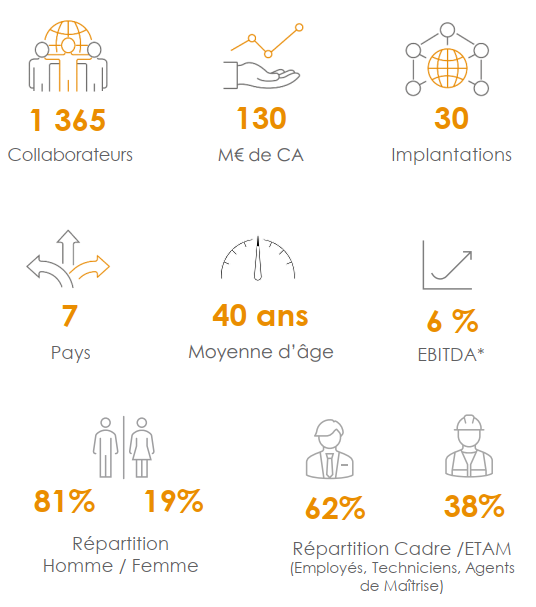 1 365
Collaborateurs
130
M€ de CA
30
Implantations
7
Pays
40 ans
Moyenne d’âge
6 %
EBITDA*
81%
19%
Répartition
Homme / Femme
62%
38%
Répartition Cadre /ETAM
(Employés, Techniciens, Agents
de Maîtrise)